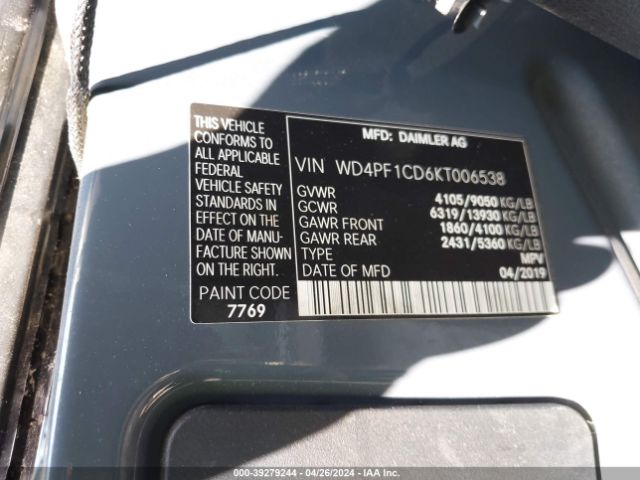 THIS VEHICLE
CONFORMS TO
ALL APPLICABLE
FEDERAL
VEHICLE SAFETY
STANDARDS IN
EFFECT ON THE
DATE OF MANU-
FACTURE SHOWN
ON THE RIGHT.
PAINT CODE
7769
MFD: DAIMLER AG
VIN WD4PF1CD6KT006538
GVWR 4105/9050 KG/LB
GCWR 6319/13930 KG/LB
GAWR FRONT 1860/4100 KG/LB
GAWR REAR 2431/5360 KG/LB
TYPE MPV
DATE OF MFD 04/2019
000-39279244 | 04/26/2024 | IAA Inc.